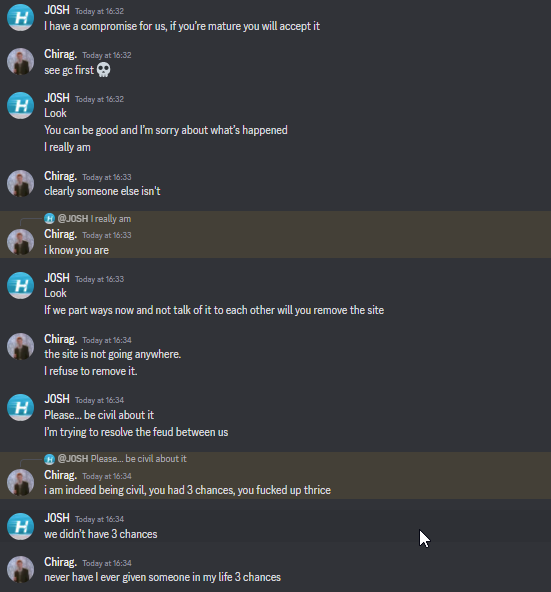 J0SH Today at 16:32
I have a compromise for us, if you're mature you will accept it
Chirag. Today at 16:32
see gc first 💀
J0SH Today at 16:32
Look
You can be good and I'm sorry about what's happened
I really am
Chirag. Today at 16:33
clearly someone else isn't
@J0SH I really am
Chirag. Today at 16:33
i know you are
J0SH Today at 16:33
Look
If we part ways now and not talk of it to each other will you remove the site
Chirag. Today at 16:34
the site is not going anywhere.
I refuse to remove it.
J0SH Today at 16:34
Please... be civil about it
I'm trying to resolve the feud between us
@J0SH Please... be civil about it
Chirag. Today at 16:34
i am indeed being civil, you had 3 chances, you fucked up thrice
J0SH Today at 16:34
we didn't have 3 chances
Chirag. Today at 16:34
never have I ever given someone in my life 3 chances